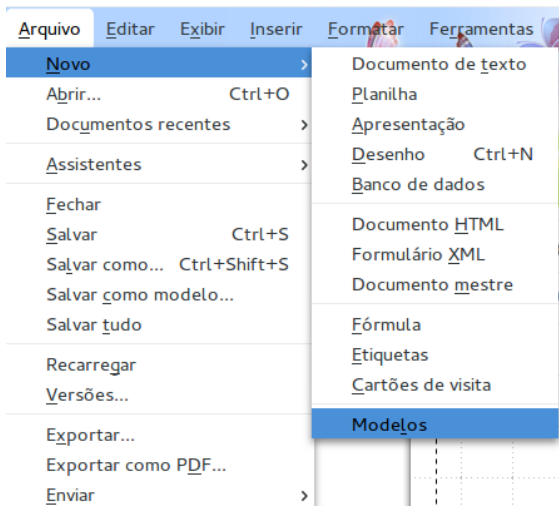 Arquivo Editar Exibir Inserir Formatar Ferramentas
Novo
Abrir... Ctrl+O
Documentos recentes
Assistentes
Fechar
Salvar Ctrl+S
Salvar como... Ctrl+Shift+S
Salvar como modelo...
Salvar tudo
Recarregar
Versões...
Exportar...
Exportar como PDF...
Enviar
Documento de texto
Planilha
Apresentação
Desenho Ctrl+N
Banco de dados
Documento HTML
Formulário XML
Documento mestre
Fórmula
Etiquetas
Cartões de visita
Modelos